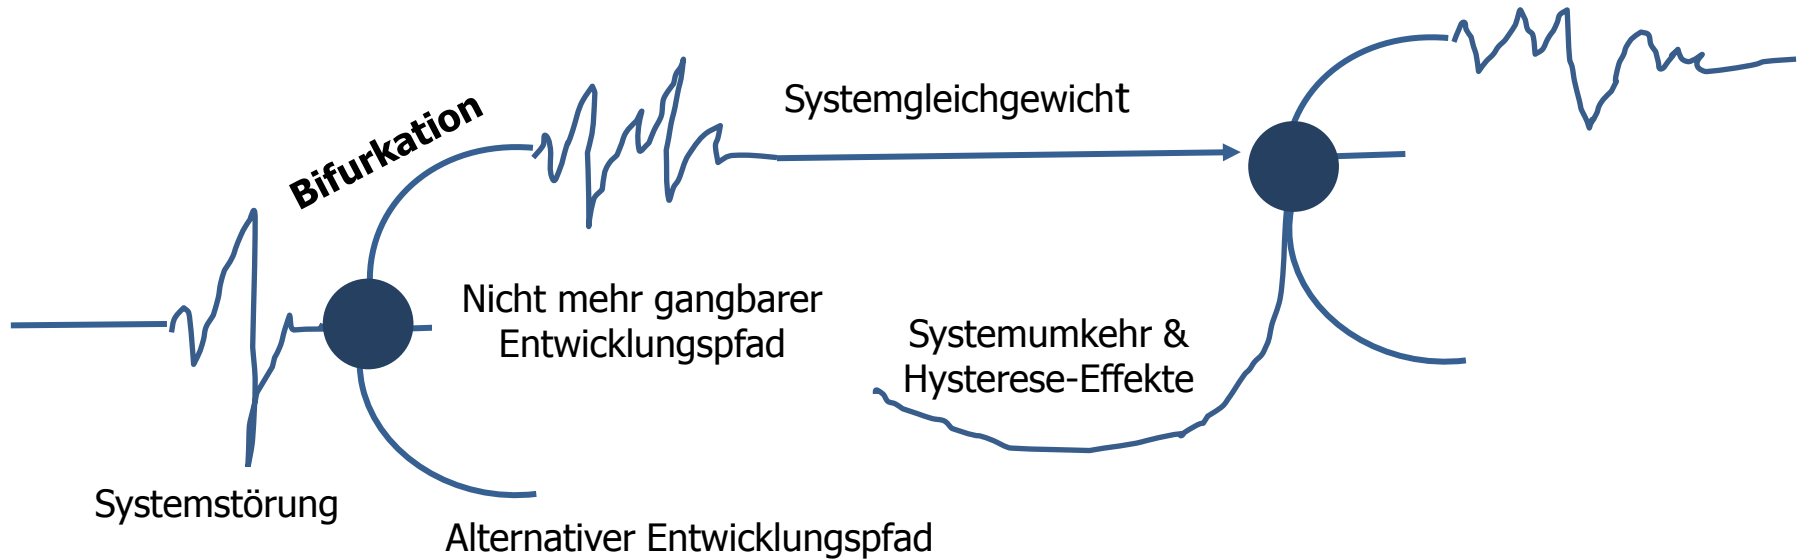 Bifurkation
Systemgleichgewicht
Nicht mehr gangbarer
Entwicklungspfad
Systemumkehr &
Hysterese-Effekte
Systemstörung
Alternativer Entwicklungspfad